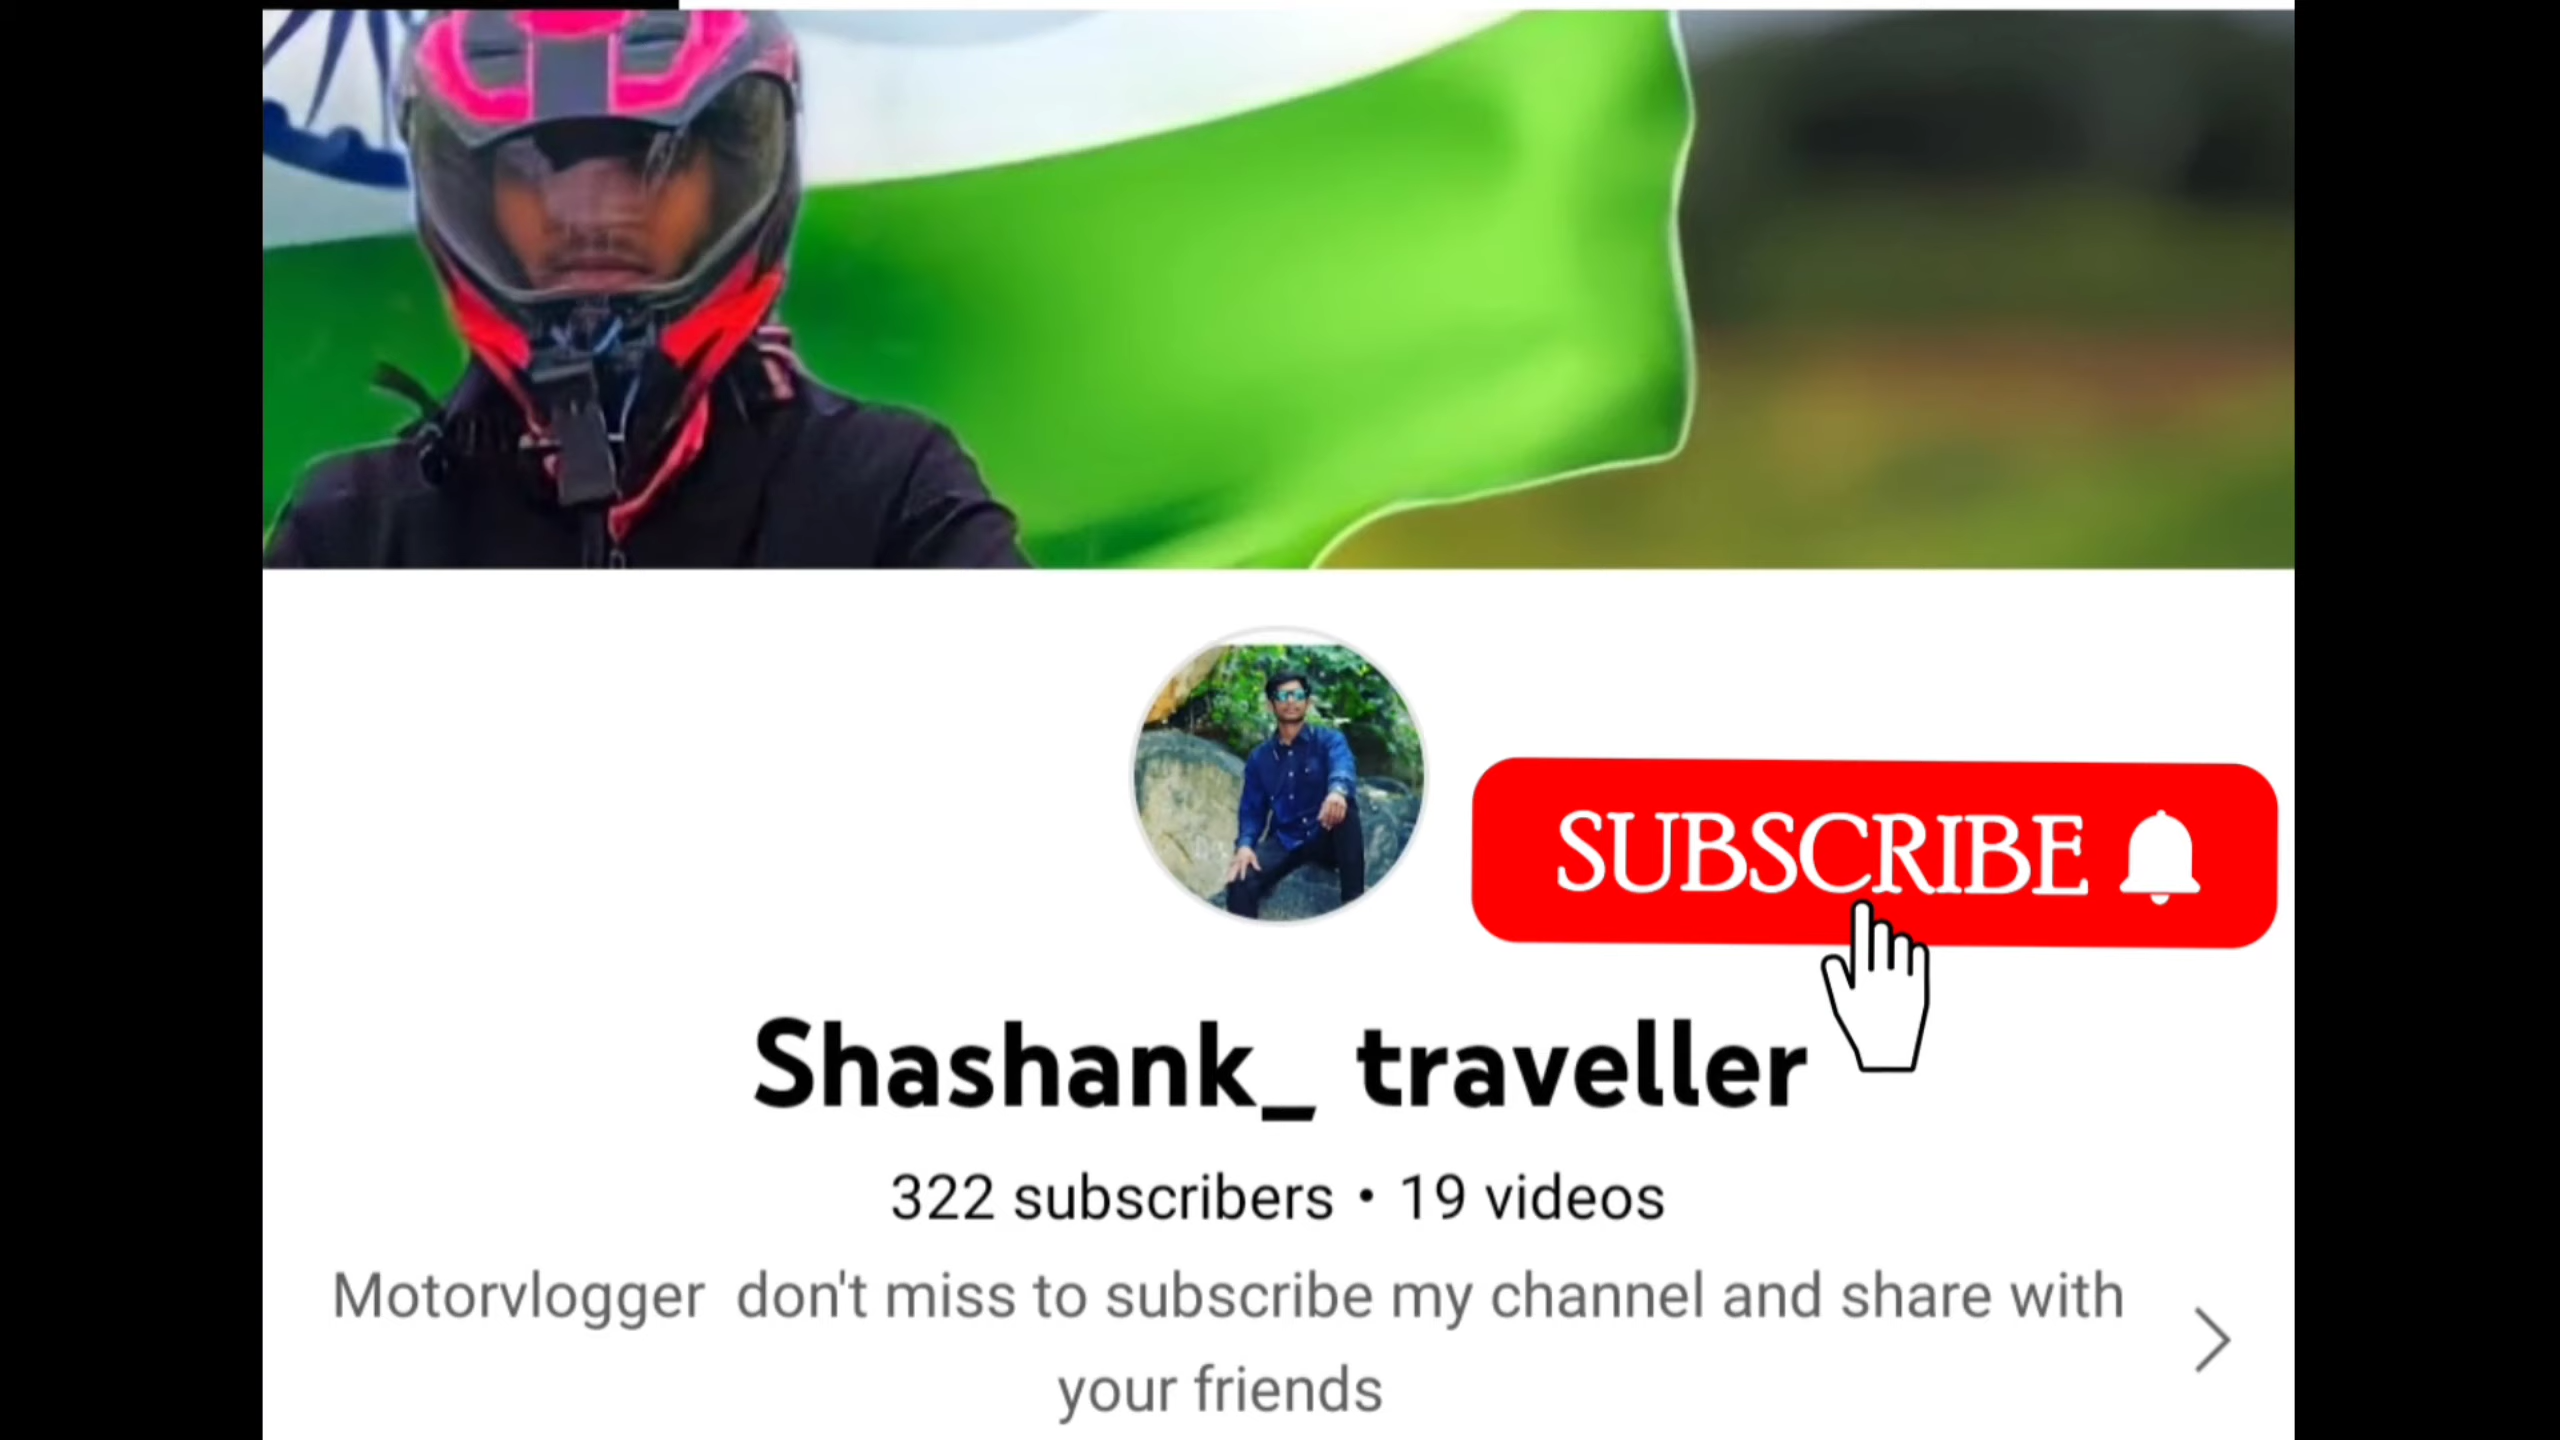 SUBSCRIBE
Shashank_ traveller
322 subscribers • 19 videos
Motorvlogger  don't miss to subscribe my channel and share with
your friends